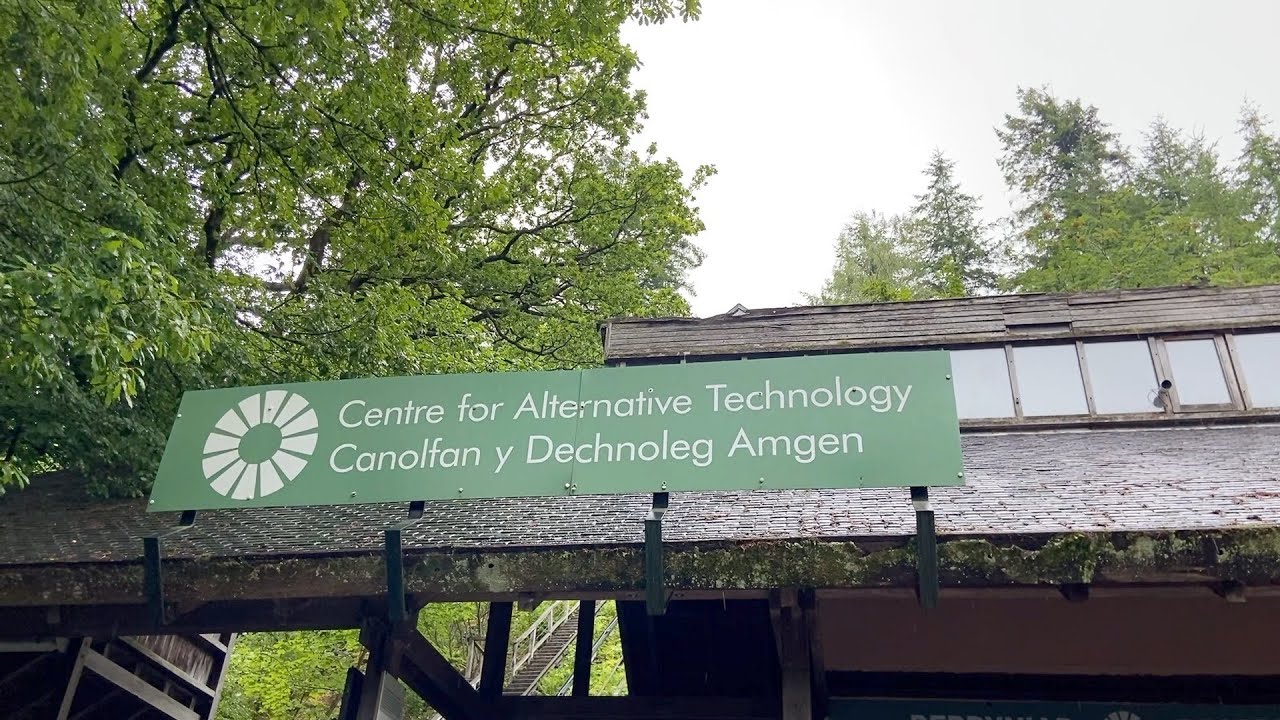 Centre for Alternative Technology
Canolfan y Dechnoleg Amgen